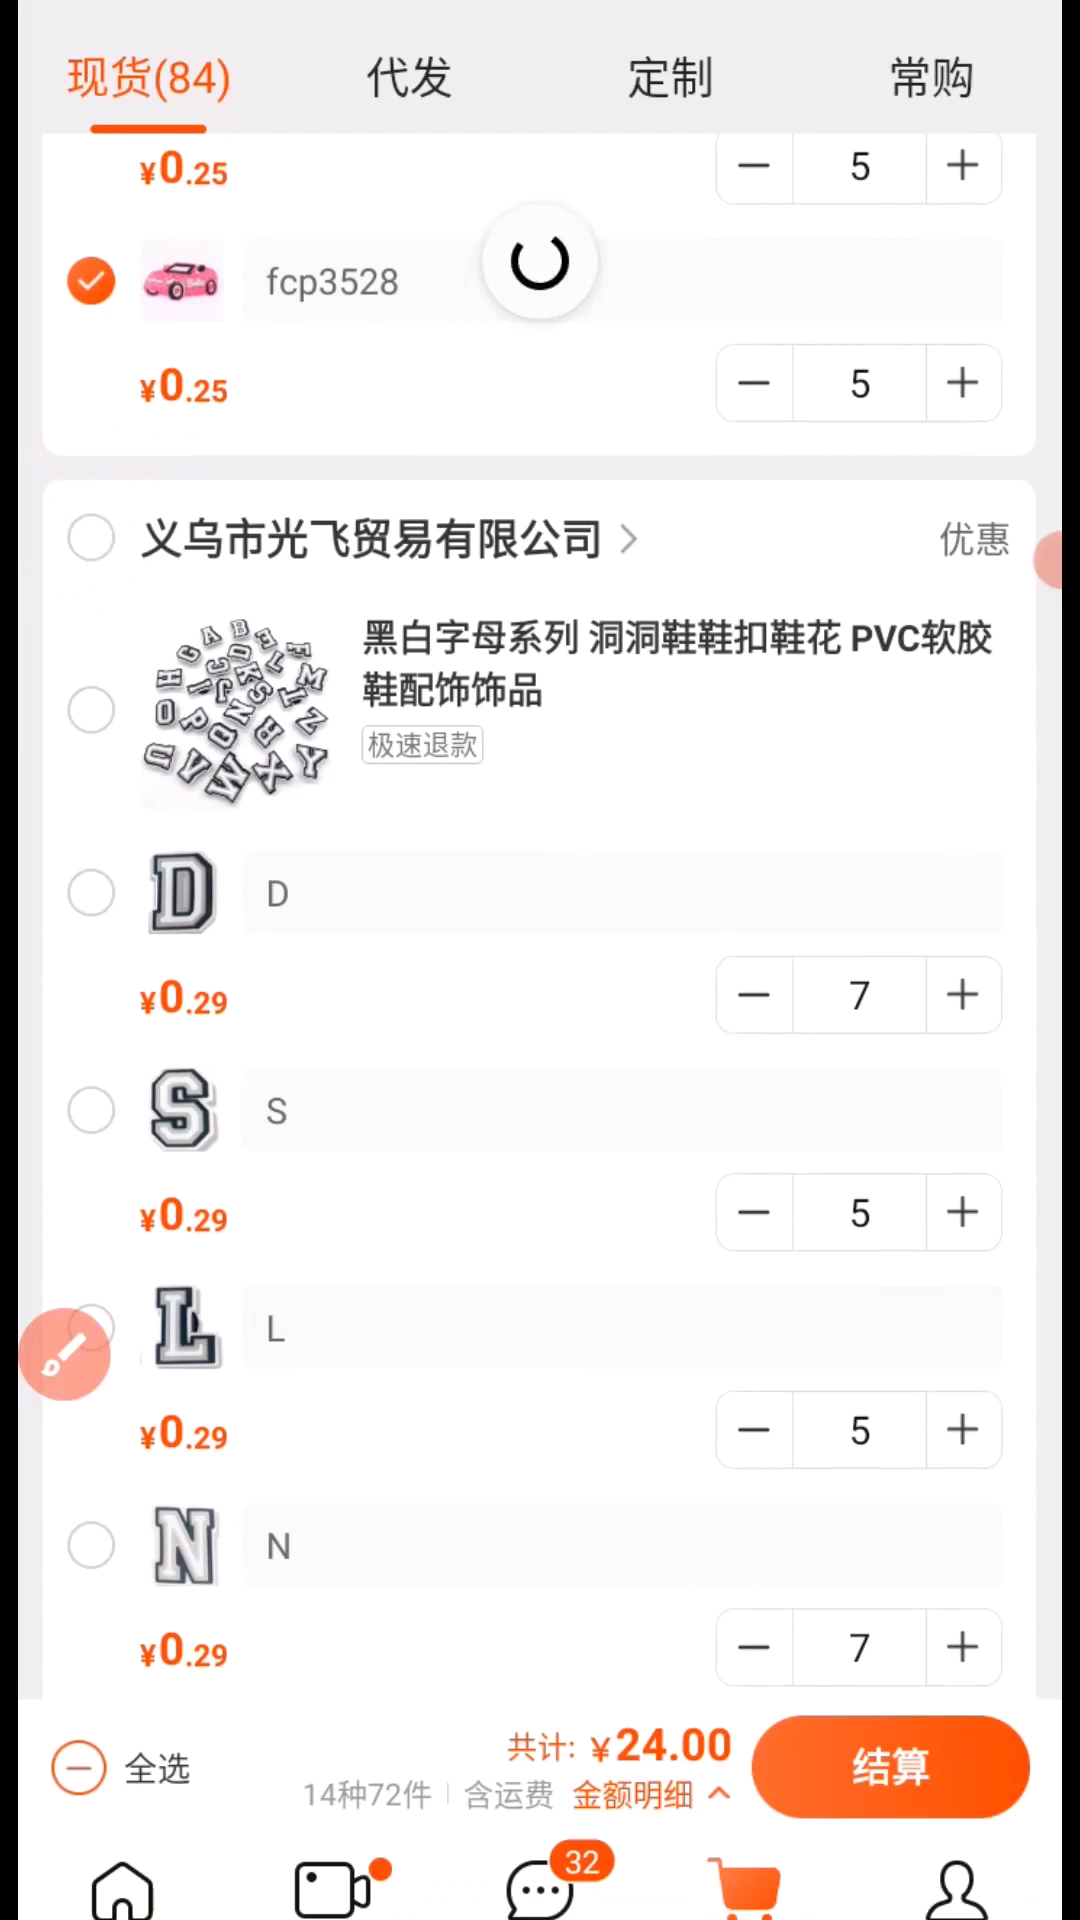 现货(84) 代发 定制 常购
¥0.25 — 5 +
fcp3528
¥0.25 — 5 +
义乌市光飞贸易有限公司 > 优惠
黑白字母系列 洞洞鞋鞋扣鞋花 PVC软胶
鞋配饰饰品
极速退款
D D
¥0.29 — 7 +
S S
¥0.29 — 5 +
L L
¥0.29 — 5 +
N N
¥0.29 — 7 +
全选 共计: ¥24.00 结算
14种72件 含运费 金额明细
32